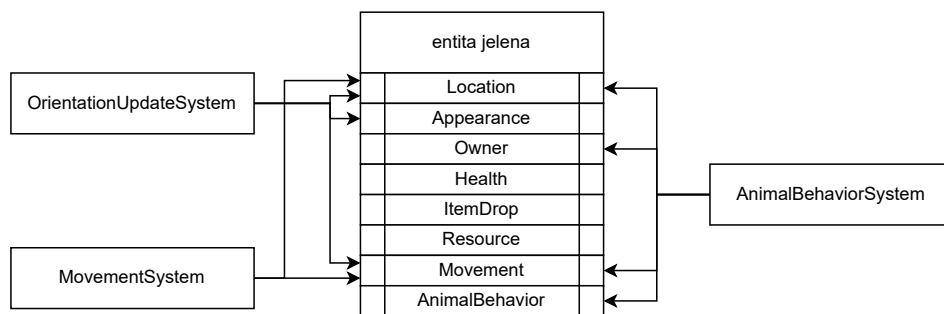 entita jelena
OrientationUpdateSystem
Location
Appearance
Owner
Health
AnimalBehaviorSystem
ItemDrop
Resource
MovementSystem
Movement
AnimalBehavior